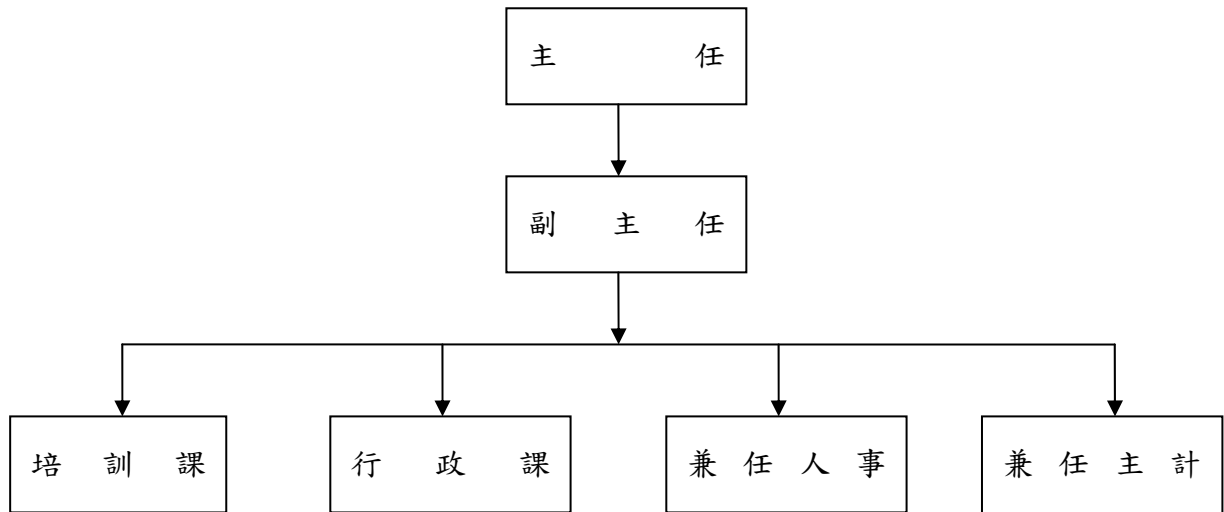 主任
副主任
培訓課
行政課
兼任人事
兼任主計